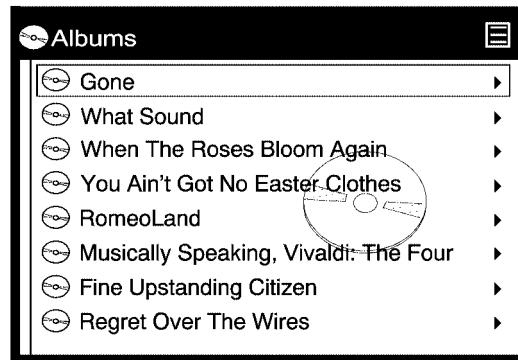 Albums
Gone
What Sound
When The Roses Bloom Again
You Ain't Got No Easter Clothes
RomeoLand
Musically Speaking, Vivaldi: The Four
Fine Upstanding Citizen
Regret Over The Wires